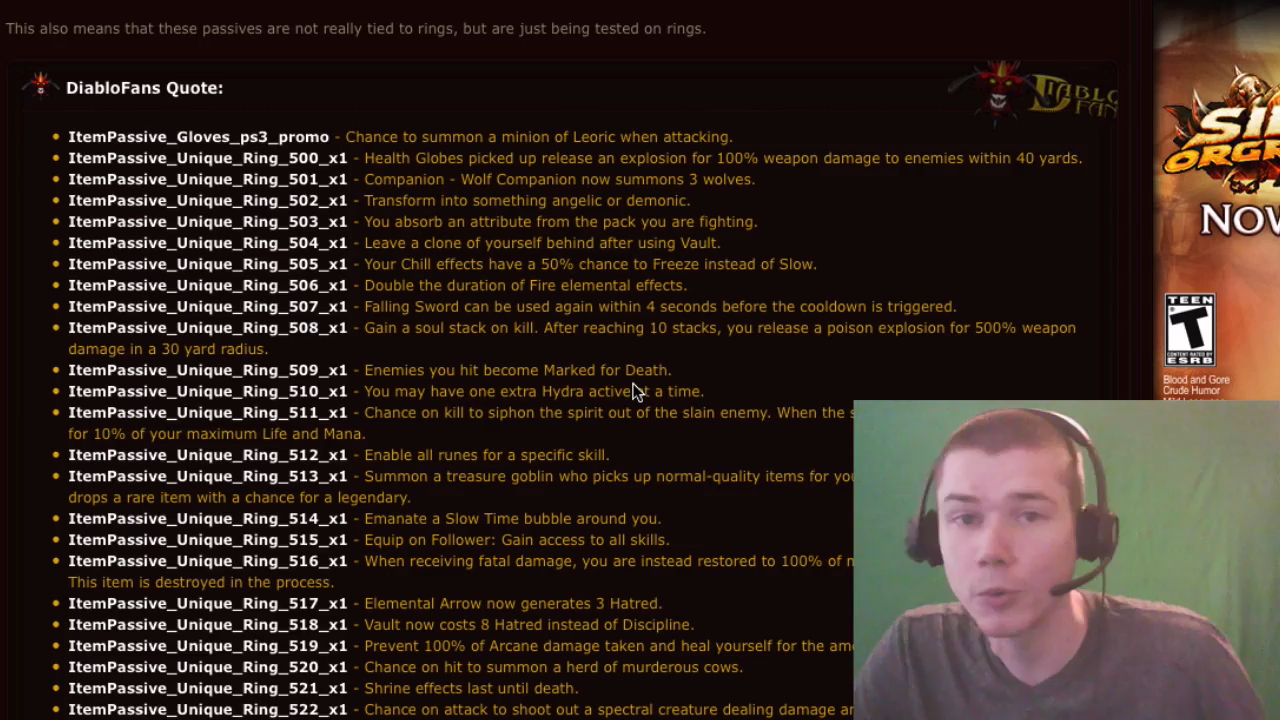 This also means that these passives are not really tied to rings, but are just being tested on rings.
DiabloFans Quote:
DIABLO
FAN
• ItemPassive_Gloves_ps3_promo - Chance to summon a minion of Leoric when attacking.
• ItemPassive_Unique_Ring_500_x1 - Health Globes picked up release an explosion for 100% weapon damage to enemies within 40 yards.
• ItemPassive_Unique_Ring_501_x1 - Companion - Wolf Companion now summons 3 wolves.
• ItemPassive_Unique_Ring_502_x1 - Transform into something angelic or demonic.
• ItemPassive_Unique_Ring_503_x1 - You absorb an attribute from the pack you are fighting.
• ItemPassive_Unique_Ring_504_x1 - Leave a clone of yourself behind after using Vault.
• ItemPassive_Unique_Ring_505_x1 - Your Chill effects have a 50% chance to Freeze instead of Slow.
• ItemPassive_Unique_Ring_506_x1 - Double the duration of Fire elemental effects.
• ItemPassive_Unique_Ring_507_x1 - Falling Sword can be used again within 4 seconds before the cooldown is triggered.
• ItemPassive_Unique_Ring_508_x1 - Gain a soul stack on kill. After reaching 10 stacks, you release a poison explosion for 500% weapon
damage in a 30 yard radius.
• ItemPassive_Unique_Ring_509_x1 - Enemies you hit become Marked for Death.
• ItemPassive_Unique_Ring_510_x1 - You may have one extra Hydra active at a time.
• ItemPassive_Unique_Ring_511_x1 - Chance on kill to siphon the spirit out of the slain enemy. When the s
for 10% of your maximum Life and Mana.
• ItemPassive_Unique_Ring_512_x1 - Enable all runes for a specific skill.
• ItemPassive_Unique_Ring_513_x1 - Summon a treasure goblin who picks up normal-quality items for you
drops a rare item with a chance for a legendary.
• ItemPassive_Unique_Ring_514_x1 - Emanate a Slow Time bubble around you.
• ItemPassive_Unique_Ring_515_x1 - Equip on Follower: Gain access to all skills.
• ItemPassive_Unique_Ring_516_x1 - When receiving fatal damage, you are instead restored to 100% of m
This item is destroyed in the process.
• ItemPassive_Unique_Ring_517_x1 - Elemental Arrow now generates 3 Hatred.
• ItemPassive_Unique_Ring_518_x1 - Vault now costs 8 Hatred instead of Discipline.
• ItemPassive_Unique_Ring_519_x1 - Prevent 100% of Arcane damage taken and heal yourself for the amo
• ItemPassive_Unique_Ring_520_x1 - Chance on hit to summon a herd of murderous cows.
• ItemPassive_Unique_Ring_521_x1 - Shrine effects last until death.
• ItemPassive_Unique_Ring_522_x1 - Chance on attack to shoot out a spectral creature dealing damage an
SI
ORGR
NOW
TEEN
T
CONTENT RATED BY
ESRB
Blood and Gore
Crude Humor